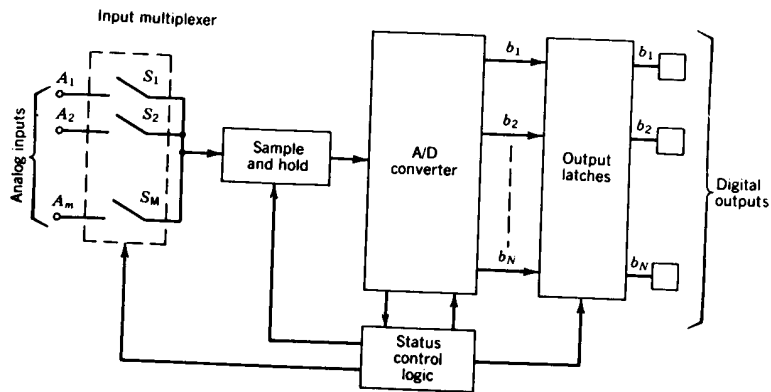 Input multiplexer
Analog inputs
A1
S1
A2
S2
Am
SM
Sample
and hold
A/D
converter
b1
b2
bN
Output
latches
b1
b2
bN
Digital
outputs
Status
control
logic